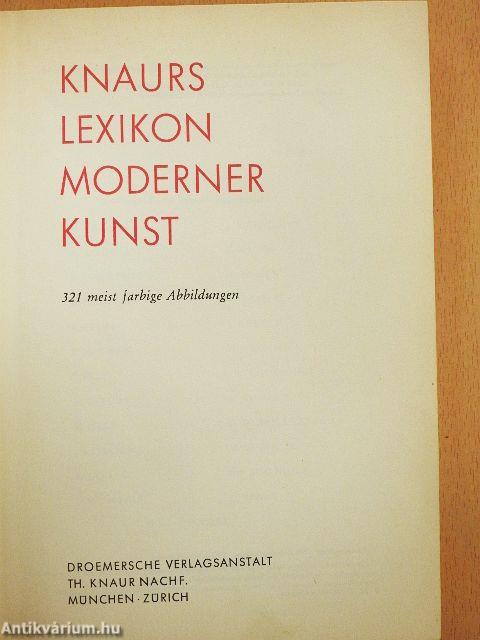 KNAURS
LEXIKON
MODERNER
KUNST
321 meist farbige Abbildungen
DROEMERSCHE VERLAGSANSTALT
TH. KNAUR NACHF.
MÜNCHEN · ZÜRICH
Antikvárium.hu